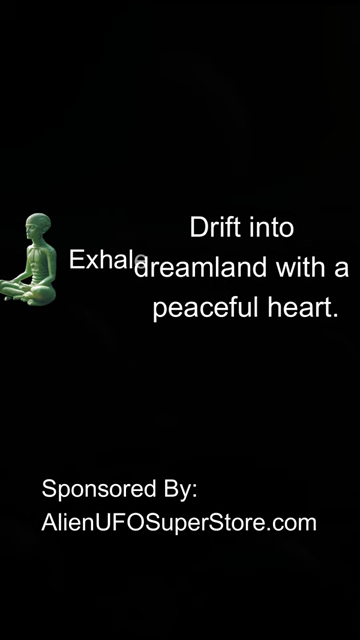 Exhale
Drift into
dreamland with a
peaceful heart.
Sponsored By:
AlienUFOSuperStore.com